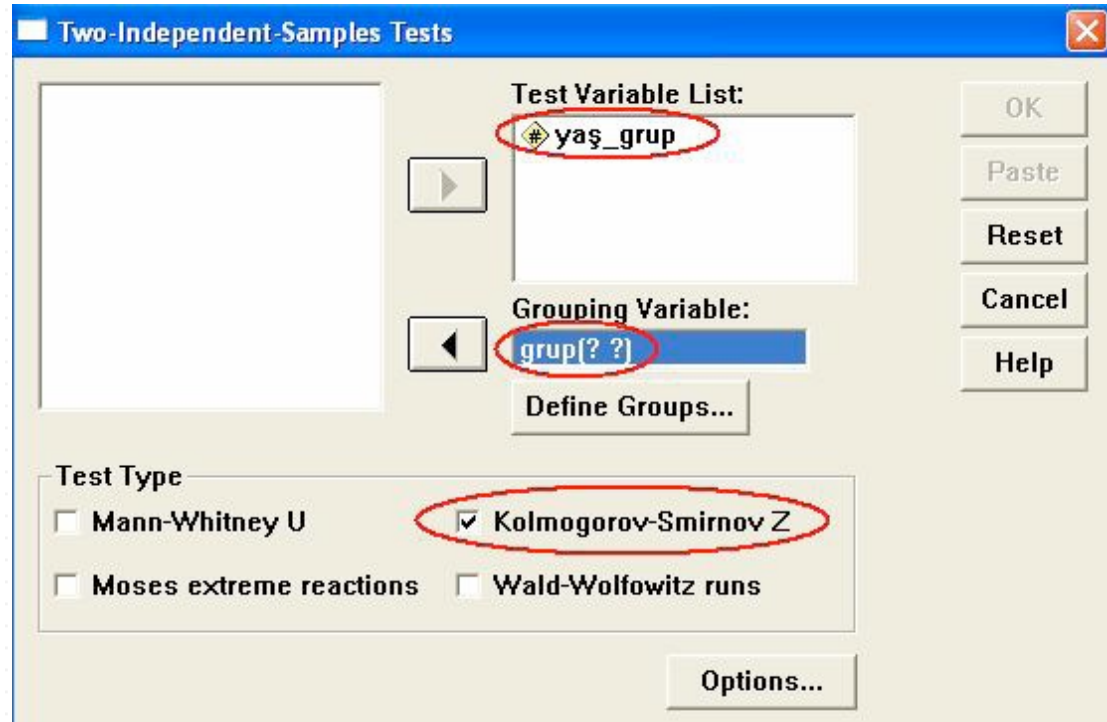 Two-Independent-Samples Tests
Test Variable List:
# yaş_grup
OK
Paste
Reset
Cancel
Help
Grouping Variable:
grup(? ?)
Define Groups...
Test Type
Mann-Whitney U
Kolmogorov-Smirnov Z
Moses extreme reactions
Wald-Wolfowitz runs
Options...